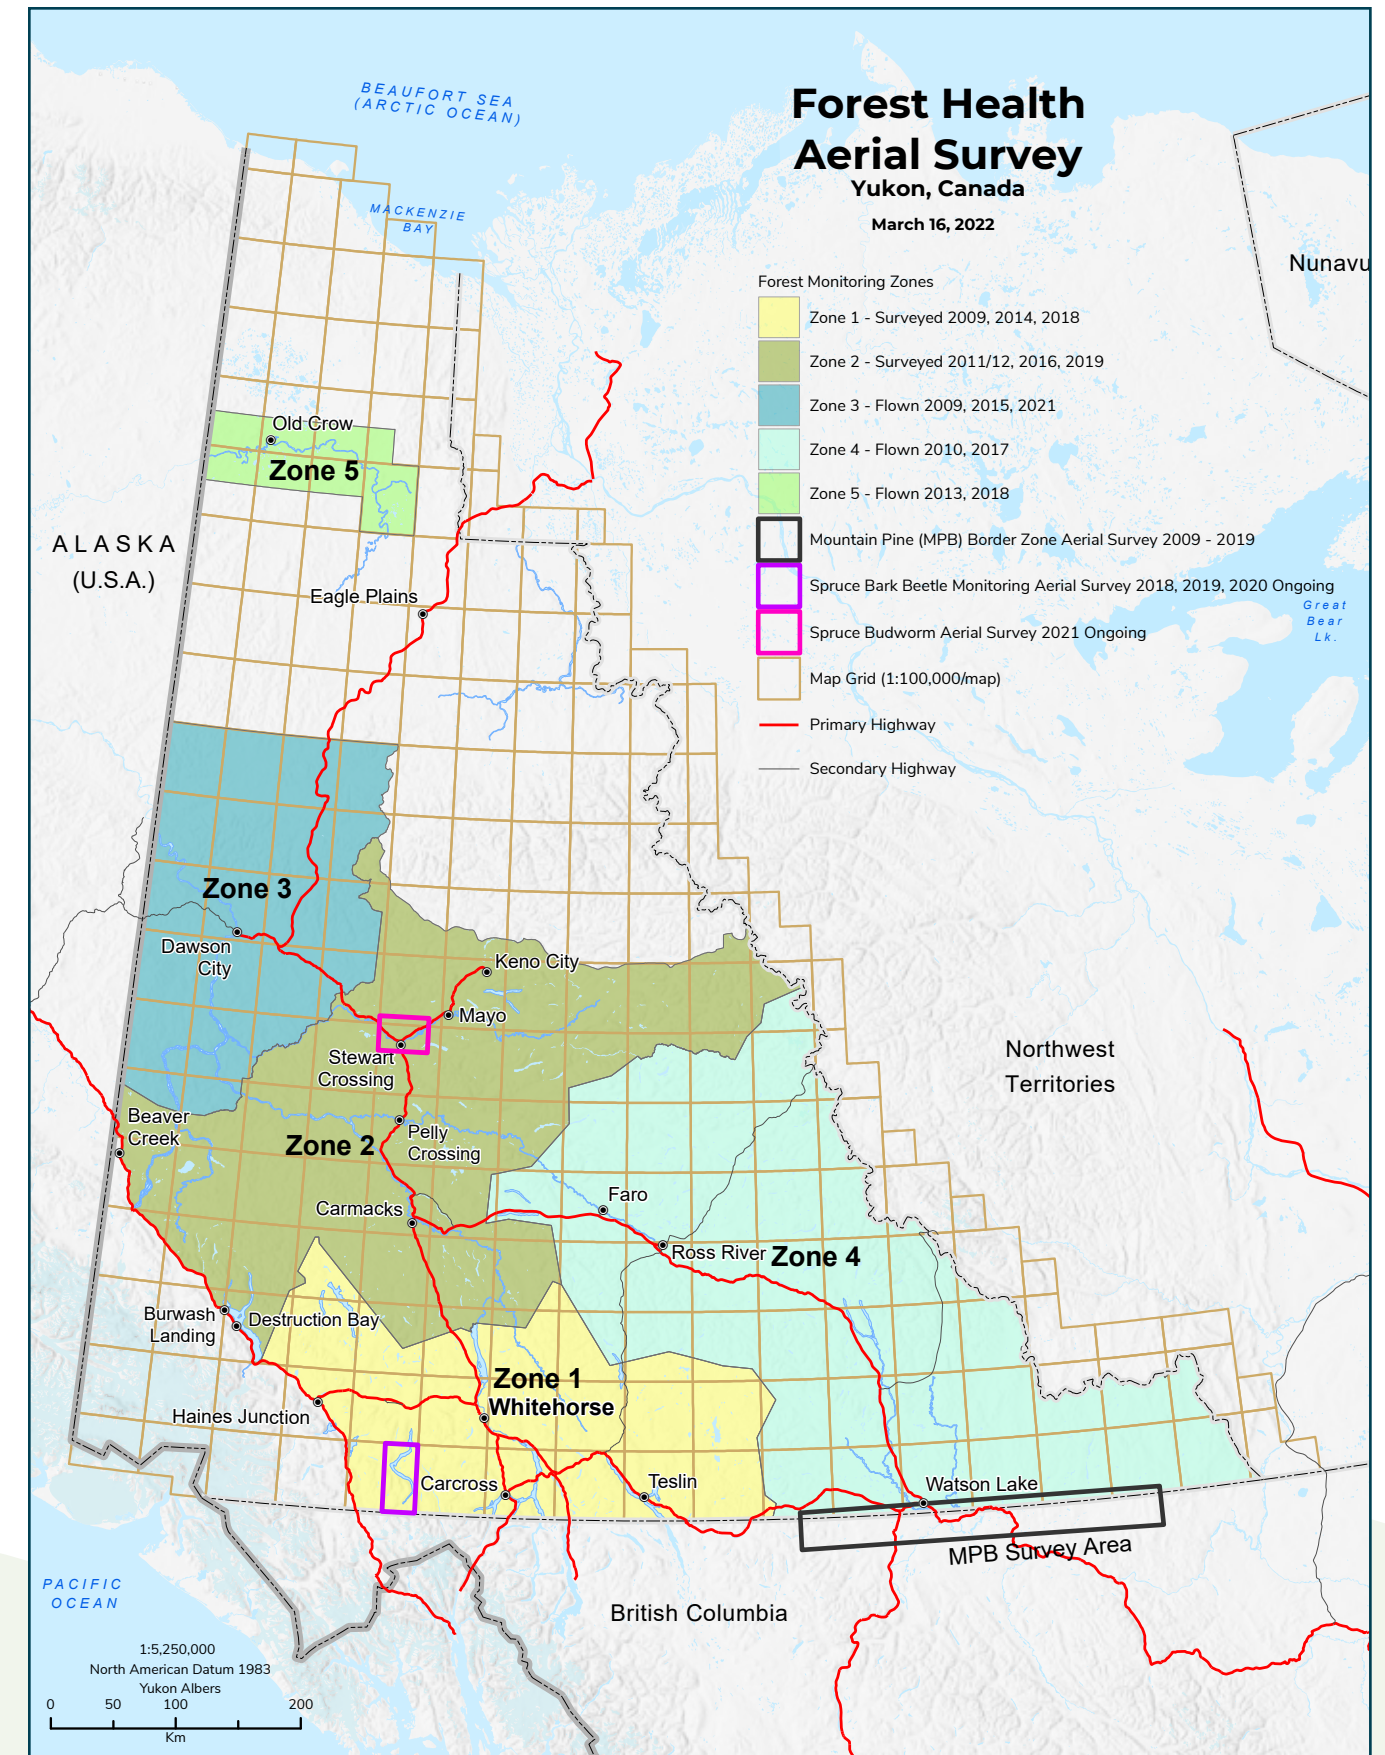 BEAUFORT SEA
(ARCTIC OCEAN)
MACKENZIE
BAY
Forest Health
Aerial Survey
Yukon, Canada
March 16, 2022
Nunavu
Forest Monitoring Zones
Zone 1 - Surveyed 2009, 2014, 2018
Zone 2 - Surveyed 2011/12, 2016, 2019
Zone 3 - Flown 2009, 2015, 2021
Zone 4 - Flown 2010, 2017
Zone 5 - Flown 2013, 2018
Mountain Pine (MPB) Border Zone Aerial Survey 2009 - 2019
Spruce Bark Beetle Monitoring Aerial Survey 2018, 2019, 2020 Ongoing
Spruce Budworm Aerial Survey 2021 Ongoing
Map Grid (1:100,000/map)
Primary Highway
Secondary Highway
Great
Bear
Lk.
Old Crow
Zone 5
ALASKA
(U.S.A.)
Eagle Plains
Zone 3
Dawson
City
Keno City
Mayo
Stewart
Crossing
Beaver
Creek
Zone 2
Pelly
Crossing
Northwest
Territories
Carmacks
Faro
Ross River
Zone 4
Burwash
Landing
Destruction Bay
Zone 1
Whitehorse
Haines Junction
Carcross
Teslin
Watson Lake
MPB Survey Area
British Columbia
PACIFIC
OCEAN
1:5,250,000
North American Datum 1983
Yukon Albers
0 50 100 200
Km